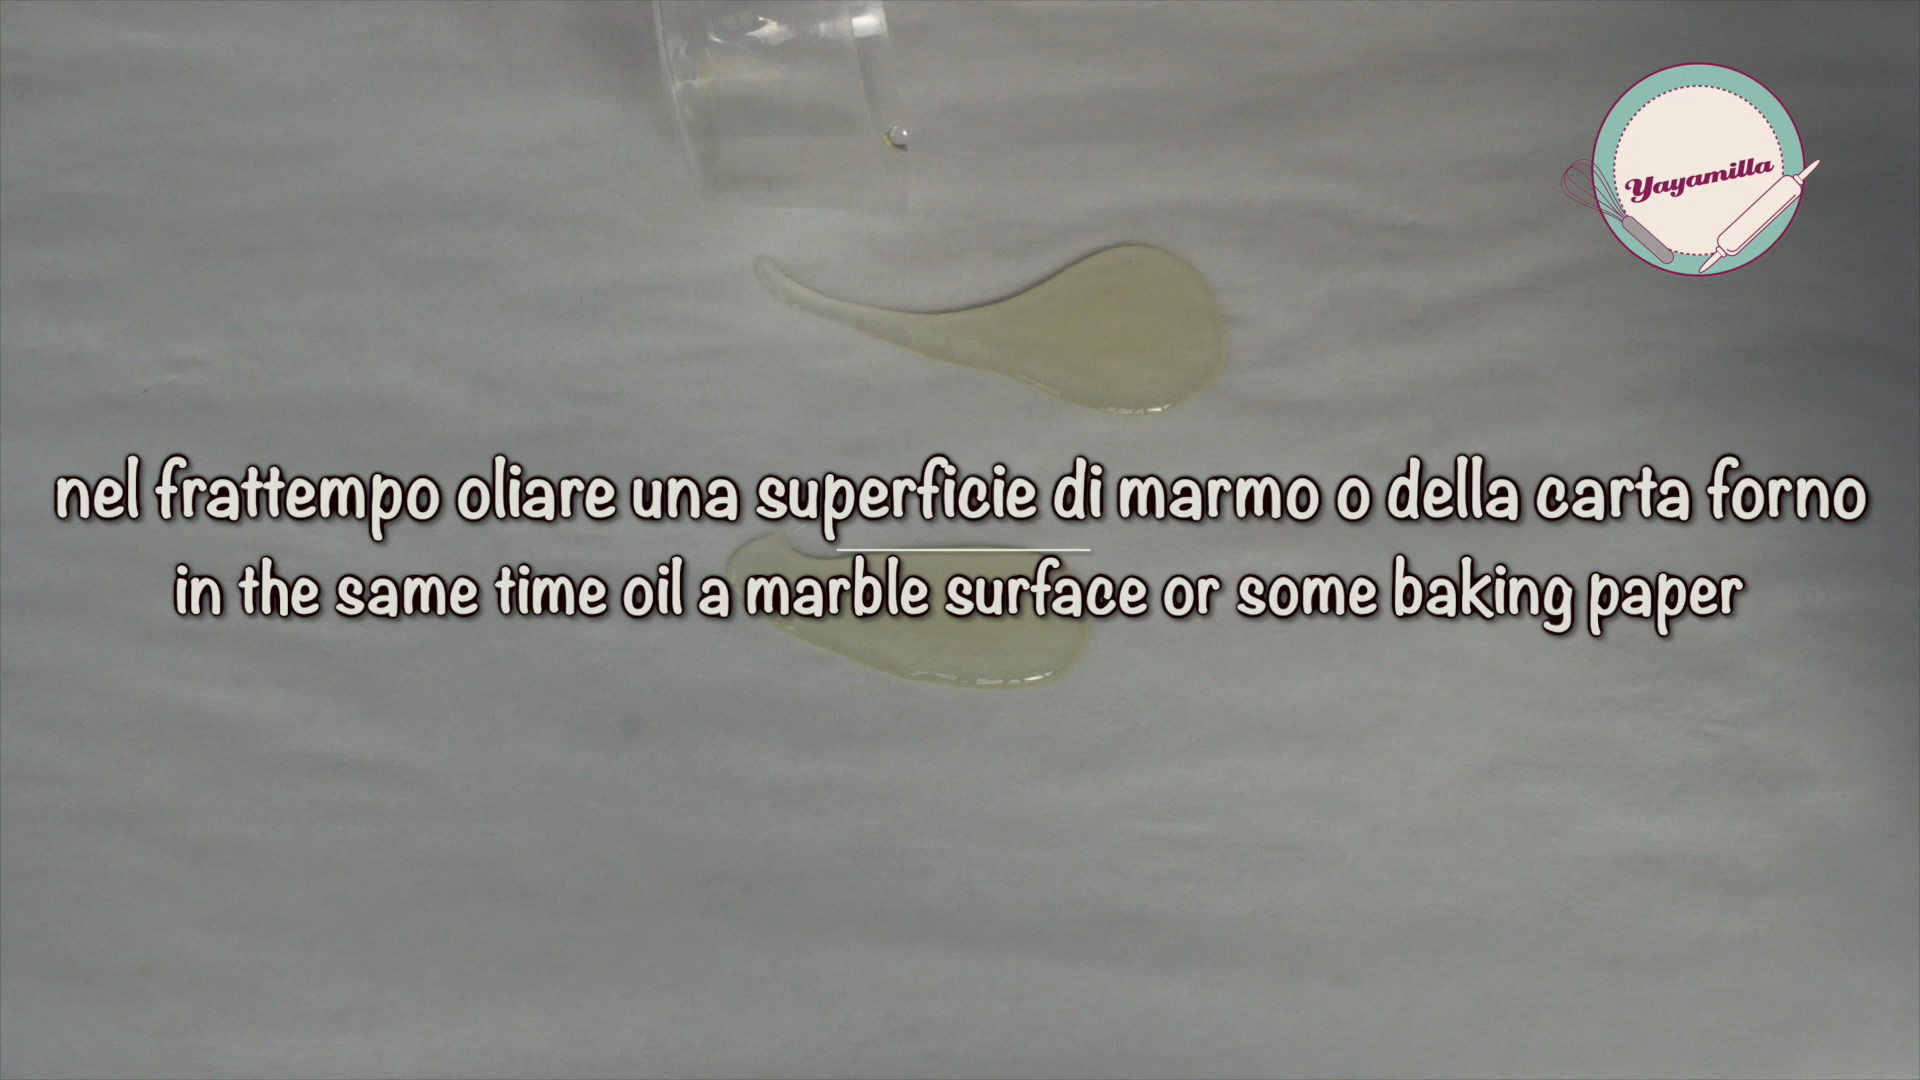 Yayamilla
nel frattempo oliare una superficie di marmo o della carta forno
in the same time oil a marble surface or some baking paper